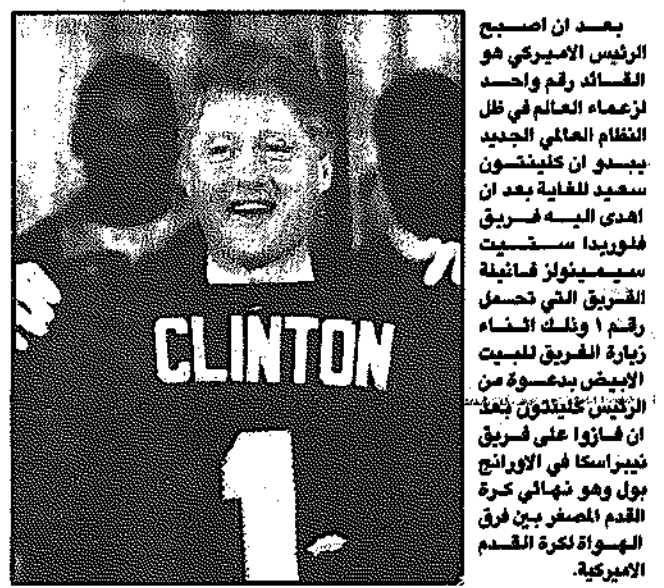 بعد ان اصبح
الرئيس الاميركي هو
القائد رقم واحد
لزعماء العالم في ظل
النظام العالمي الجديد
يبدو ان كلينتون
سعيد للغاية بعد ان
اهدى اليه فريق
فلوريدا ستيت
سيمينولز فانيلة
الفريق التي تحمل
رقم ١ وذلك اثناء
زيارة الفريق للبيت
الابيض بدعوة من
الرئيس كلينتون بعد
ان فازوا على فريق
نيبراسكا في الاورانج
بول وهو نهائي كرة
القدم المصغر بين فرق
الهواة لكرة القدم
الاميركية.
CLINTON
1